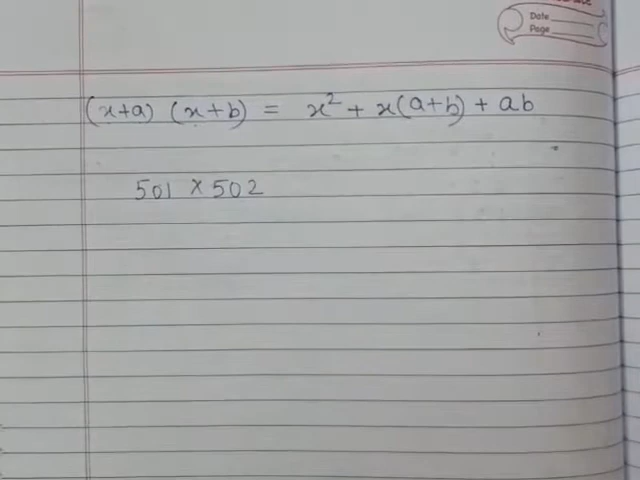 Date
Page
(x+a) (x+b) = x² + x(a+b) + ab
501 × 502